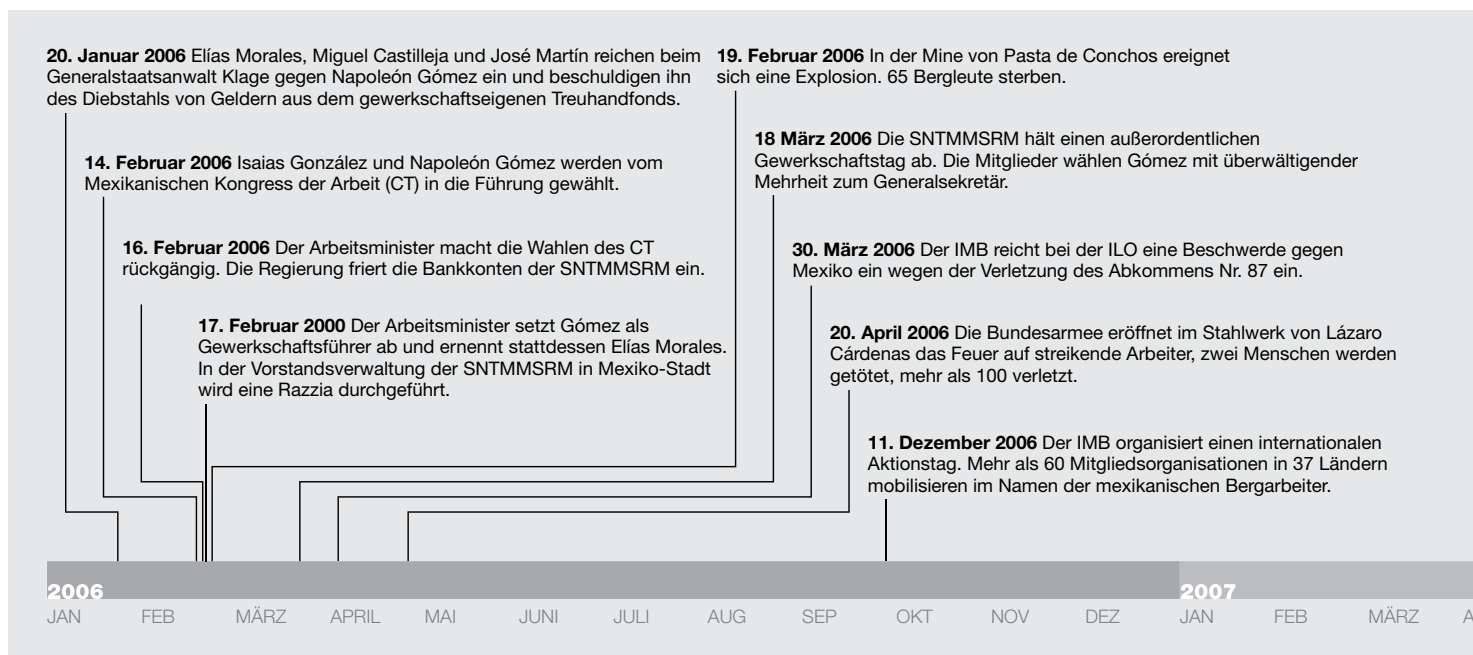 20. Januar 2006 Elías Morales, Miguel Castilleja und José Martín reichen beim
Generalstaatsanwalt Klage gegen Napoleón Gómez ein und beschuldigen ihn
des Diebstahls von Geldern aus dem gewerkschaftseigenen Treuhandfonds.
14. Februar 2006 Isaias González und Napoleón Gómez werden vom
Mexikanischen Kongress der Arbeit (CT) in die Führung gewählt.
16. Februar 2006 Der Arbeitsminister macht die Wahlen des CT
rückgängig. Die Regierung friert die Bankkonten der SNTMMSRM ein.
17. Februar 2000 Der Arbeitsminister setzt Gómez als
Gewerkschaftsführer ab und ernennt stattdessen Elías Morales.
In der Vorstandsverwaltung der SNTMMSRM in Mexiko-Stadt
wird eine Razzia durchgeführt.
19. Februar 2006 In der Mine von Pasta de Conchos ereignet
sich eine Explosion. 65 Bergleute sterben.
18 März 2006 Die SNTMMSRM hält einen außerordentlichen
Gewerkschaftstag ab. Die Mitglieder wählen Gómez mit überwältigender
Mehrheit zum Generalsekretär.
30. März 2006 Der IMB reicht bei der ILO eine Beschwerde gegen
Mexiko ein wegen der Verletzung des Abkommens Nr. 87 ein.
20. April 2006 Die Bundesarmee eröffnet im Stahlwerk von Lázaro
Cárdenas das Feuer auf streikende Arbeiter, zwei Menschen werden
getötet, mehr als 100 verletzt.
11. Dezember 2006 Der IMB organisiert einen internationalen
Aktionstag. Mehr als 60 Mitgliedsorganisationen in 37 Ländern
mobilisieren im Namen der mexikanischen Bergarbeiter.
2006 2007
JAN FEB MÄRZ APRIL MAI JUNI JULI AUG SEP OKT NOV DEZ JAN FEB MÄRZ A